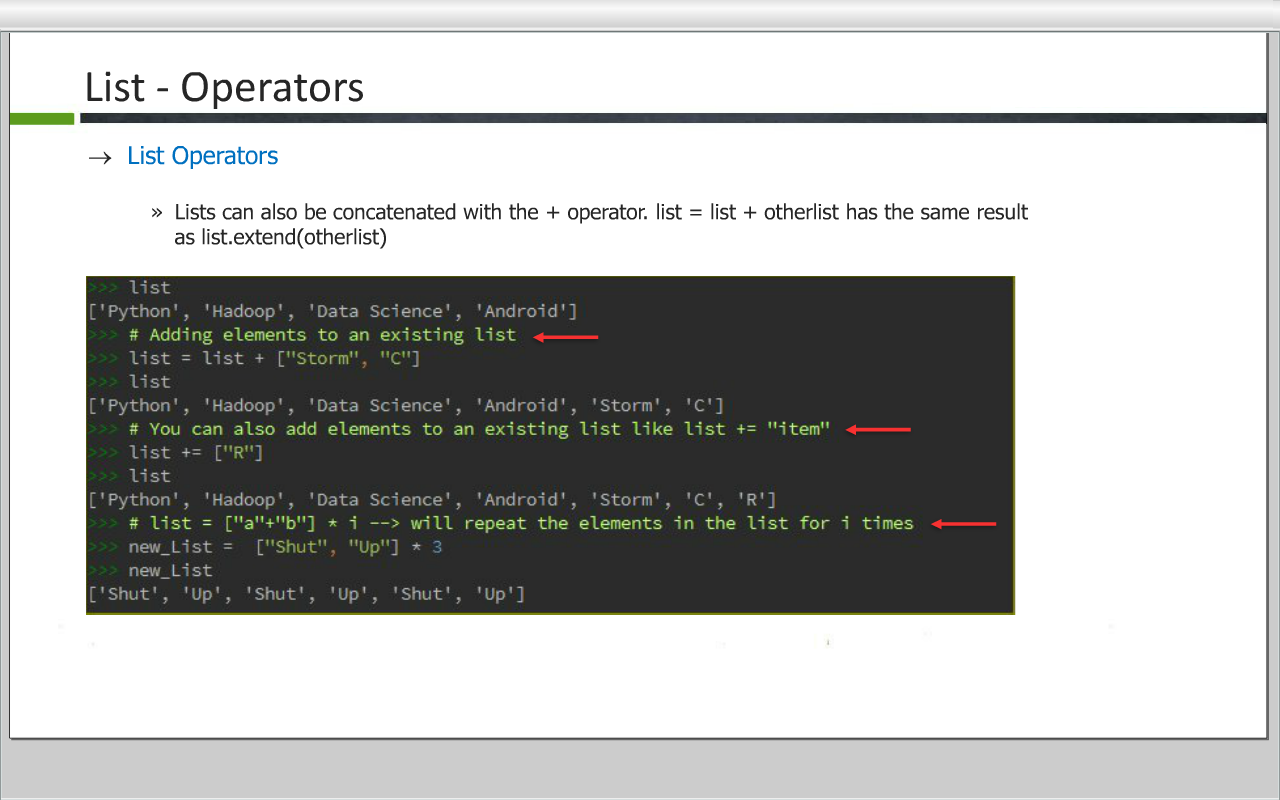 List - Operators
→ List Operators
» Lists can also be concatenated with the + operator. list = list + otherlist has the same result
as list.extend(otherlist)
>>> list
['Python', 'Hadoop', 'Data Science', 'Android']
>>> # Adding elements to an existing list
>>> list = list + ["Storm", "C"]
>>> list
['Python', 'Hadoop', 'Data Science', 'Android', 'Storm', 'C']
>>> # You can also add elements to an existing list like list += "item"
>>> list += ["R"]
>>> list
['Python', 'Hadoop', 'Data Science', 'Android', 'Storm', 'C', 'R']
>>> # list = ["a"+"b"] * i --> will repeat the elements in the list for i times
>>> new_List =  ["Shut", "Up"] * 3
>>> new_List
['Shut', 'Up', 'Shut', 'Up', 'Shut', 'Up']